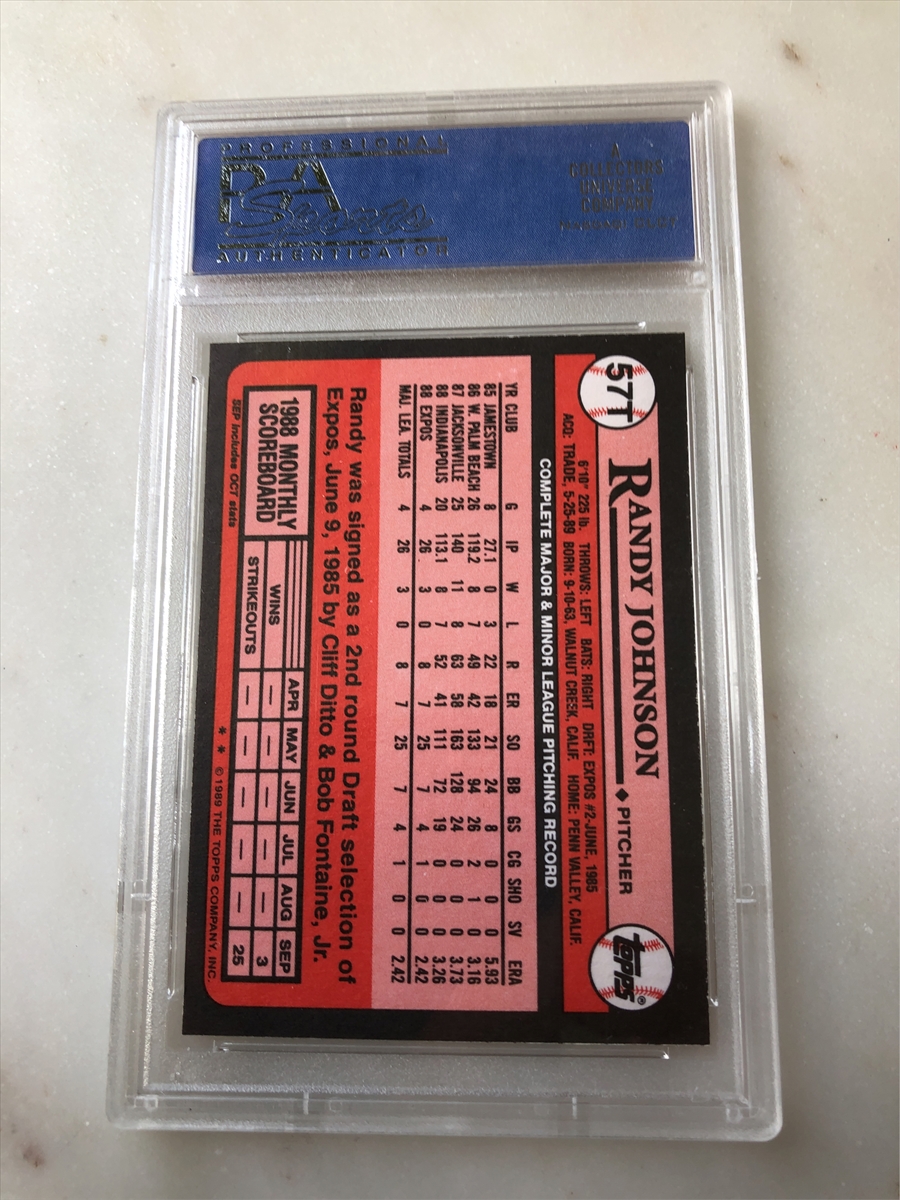 PROFESSIONAL
PSA
Sports
AUTHENTICATOR
A
COLLECTORS
UNIVERSE
COMPANY
57T
RANDY JOHNSON ♦ PITCHER
topps®
6'10" 225 lb. THROWS: LEFT BATS: RIGHT DRFT: EXPOS #2-JUNE, 1985
ACQ: TRADE, 5-25-89 BORN: 9-10-63, WALNUT CREEK, CALIF. HOME: PENN VALLEY, CALIF.
COMPLETE MAJOR & MINOR LEAGUE PITCHING RECORD
YR CLUB G IP W L R ER SO BB GS CG SHO SV ERA
85 JAMESTOWN 8 27.1 0 3 22 18 21 24 8 0 0 0 5.93
86 W. PALM BEACH 26 119.2 8 7 49 42 133 94 26 2 1 0 3.16
87 JACKSONVILLE 25 140 11 8 63 58 163 128 24 0 0 0 3.73
88 INDIANAPOLIS 20 113.1 8 7 52 41 111 72 19 0 0 0 3.26
88 EXPOS 4 26 3 0 8 7 25 7 4 1 0 0 2.42
MAJ. LEA. TOTALS 4 26 3 0 8 7 25 7 4 1 0 0 2.42
Randy was signed as a 2nd round Draft selection of
Expos, June 9, 1985 by Cliff Ditto & Bob Fontaine, Jr.
1988 MONTHLY
SCOREBOARD
APR MAY JUN JUL AUG SEP
WINS — — — — — 3
STRIKEOUTS — — — — — 25
SEP includes OCT stats
* * © 1989 THE TOPPS COMPANY, INC.